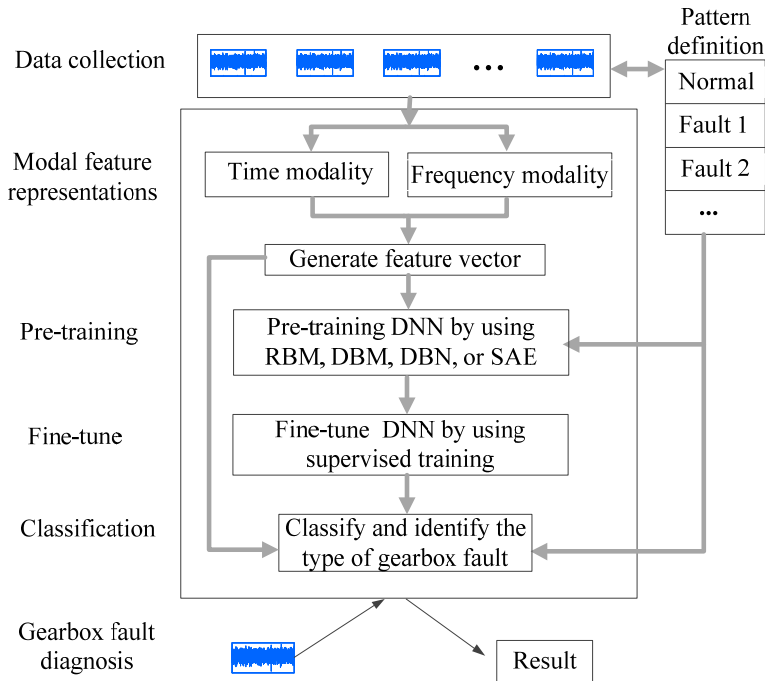 Pattern
definition
Data collection
...
Normal
Fault 1
Fault 2
...
Modal feature
representations
Time modality
Frequency modality
Generate feature vector
Pre-training
Pre-training DNN by using
RBM, DBM, DBN, or SAE
Fine-tune
Fine-tune DNN by using
supervised training
Classification
Classify and identify the
type of gearbox fault
Gearbox fault
diagnosis
Result